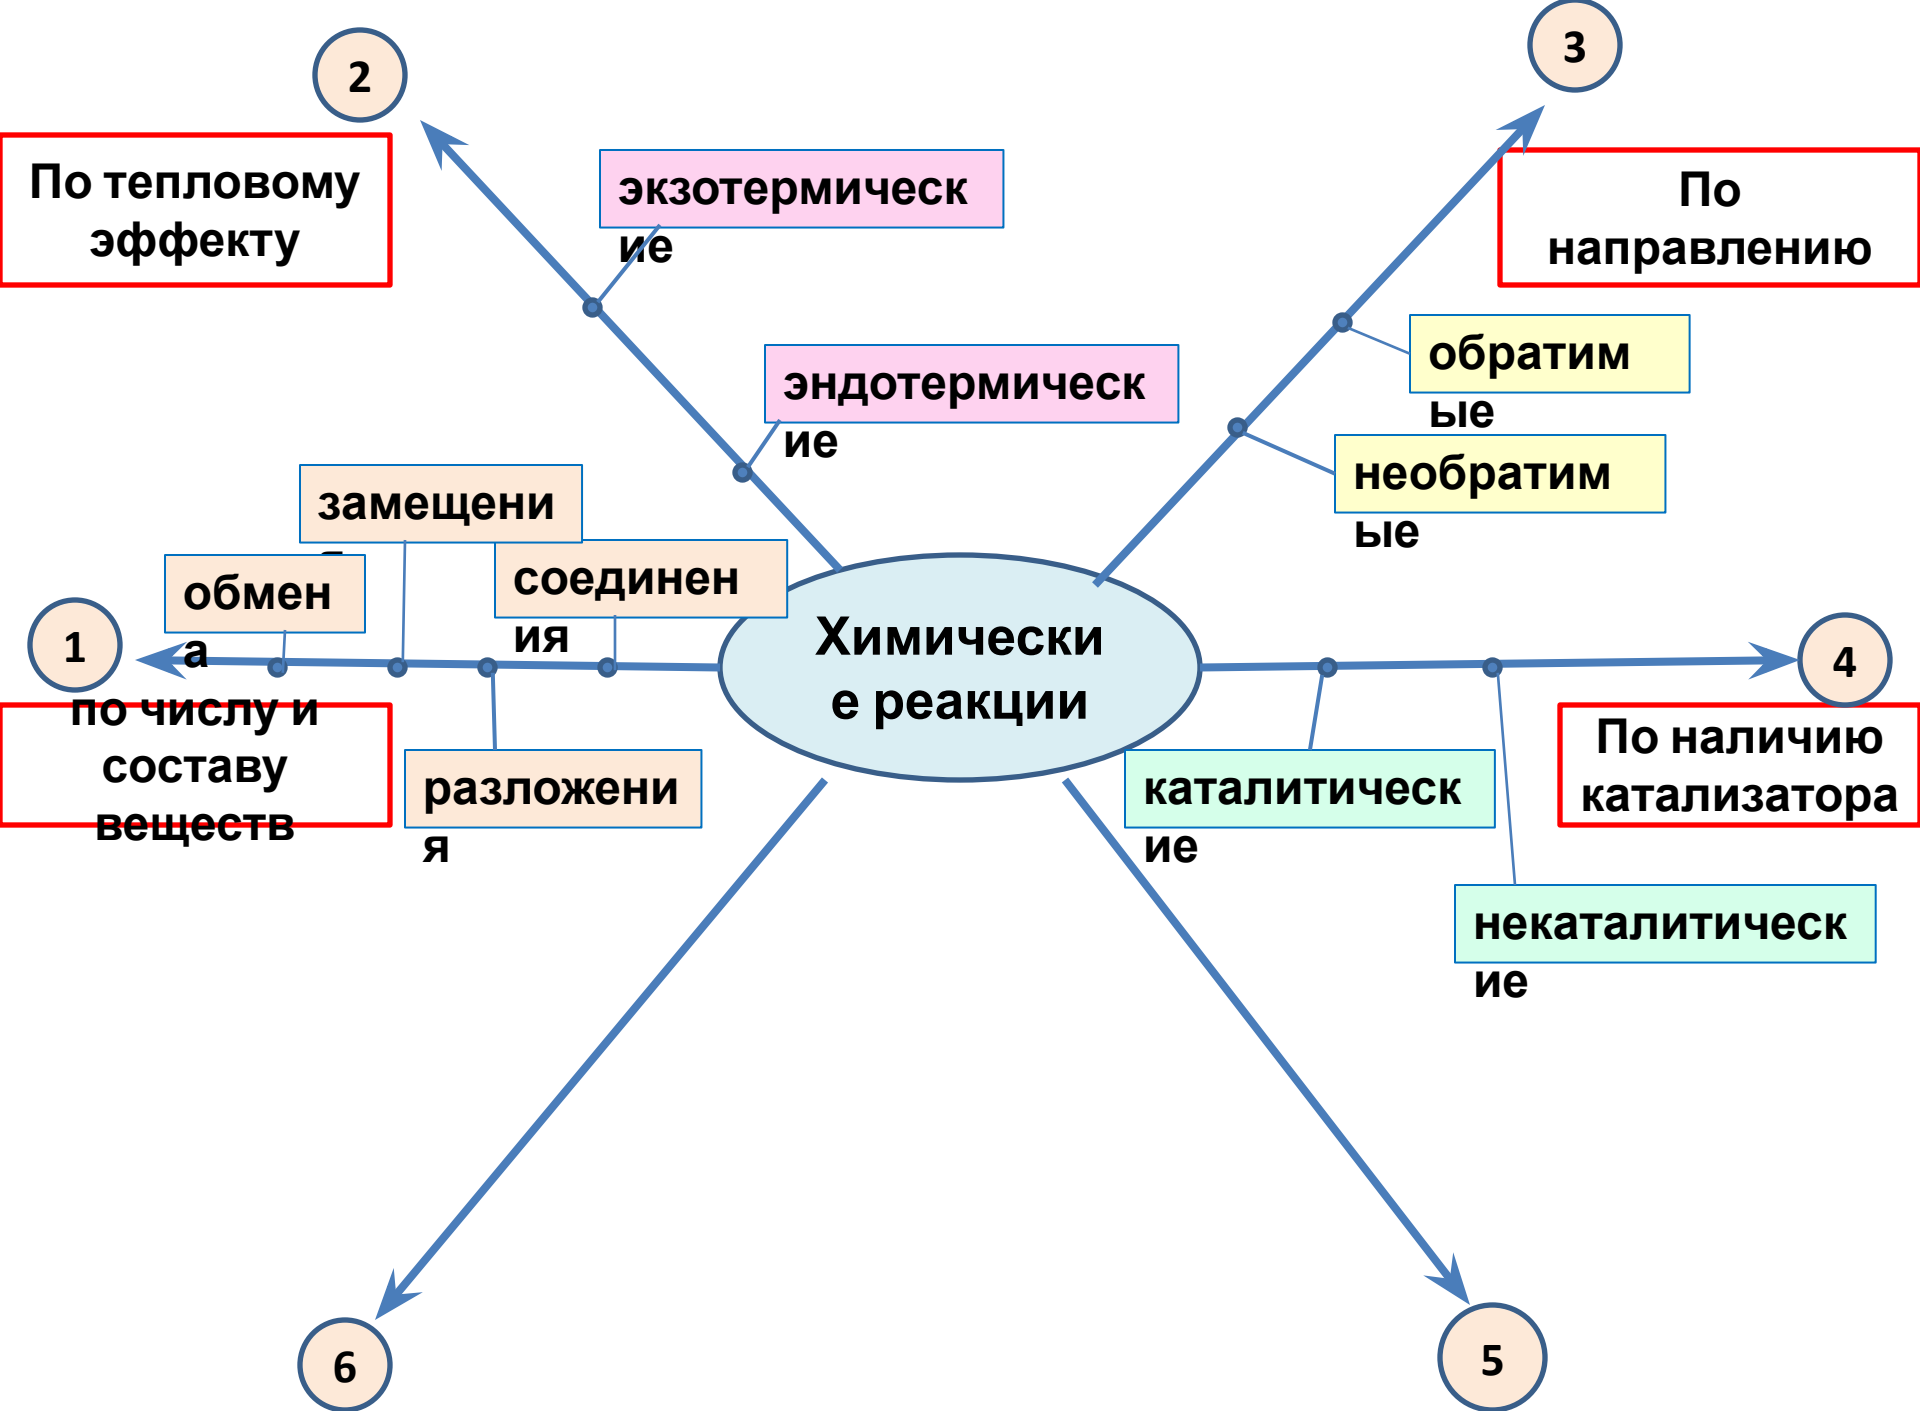 2
3
По тепловому
эффекту
экзотермическ
ие
По
направлению
эндотермическ
ие
обратим
ые
необратим
ые
замещени
обмен
а
соединен
ия
1
Химически
е реакции
4
по числу и
составу
веществ
разложени
я
каталитическ
ие
По наличию
катализатора
некаталитическ
ие
6
5